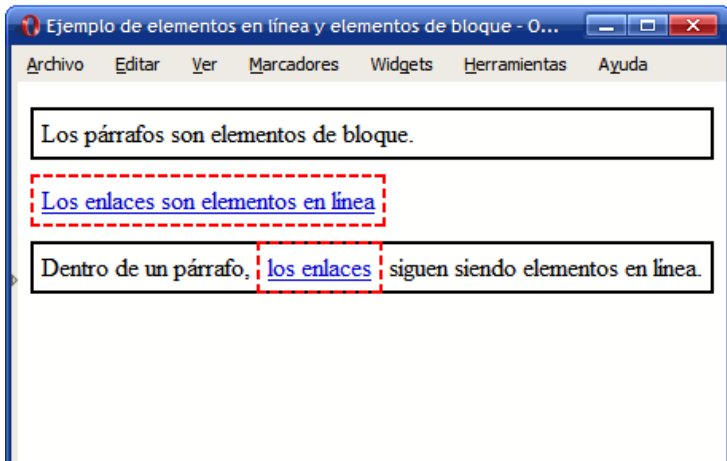 Ejemplo de elementos en línea y elementos de bloque - O...
Archivo Editar Ver Marcadores Widgets Herramientas Ayuda
Los párrafos son elementos de bloque.
Los enlaces son elementos en línea
Dentro de un párrafo, los enlaces siguen siendo elementos en línea.